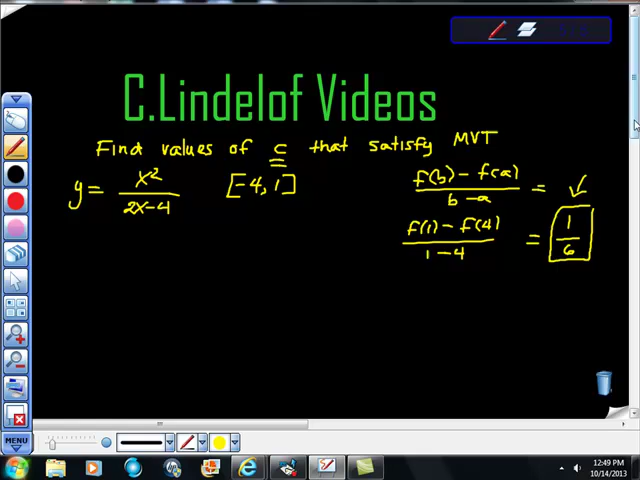 C.Lindelof Videos
Find values of c that satisfy MVT
y = x²/(2x-4) [-4, 1] f(b) - f(a)/(b - a) = ✓
f(1) - f(4)/(1 - 4) = 1/6
MENU
12:49 PM
10/14/2013